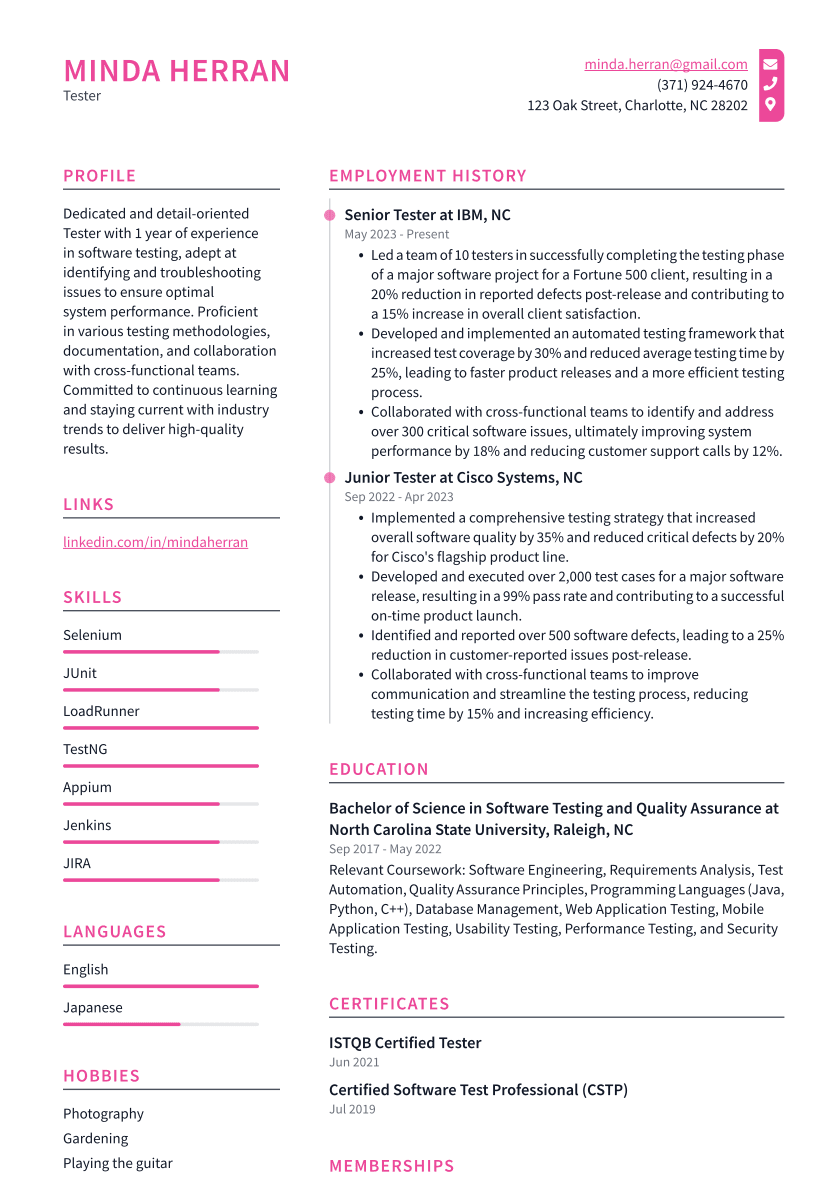 MINDA HERRAN
Tester
minda.herran@gmail.com
(371) 924-4670
123 Oak Street, Charlotte, NC 28202
PROFILE
Dedicated and detail-oriented
Tester with 1 year of experience
in software testing, adept at
identifying and troubleshooting
issues to ensure optimal
system performance. Proficient
in various testing methodologies,
documentation, and collaboration
with cross-functional teams.
Committed to continuous learning
and staying current with industry
trends to deliver high-quality
results.
LINKS
linkedin.com/in/mindaherran
SKILLS
Selenium
JUnit
LoadRunner
TestNG
Appium
Jenkins
JIRA
LANGUAGES
English
Japanese
HOBBIES
Photography
Gardening
Playing the guitar
EMPLOYMENT HISTORY
Senior Tester at IBM, NC
May 2023 - Present
• Led a team of 10 testers in successfully completing the testing phase
of a major software project for a Fortune 500 client, resulting in a
20% reduction in reported defects post-release and contributing to
a 15% increase in overall client satisfaction.
• Developed and implemented an automated testing framework that
increased test coverage by 30% and reduced average testing time by
25%, leading to faster product releases and a more efficient testing
process.
• Collaborated with cross-functional teams to identify and address
over 300 critical software issues, ultimately improving system
performance by 18% and reducing customer support calls by 12%.
Junior Tester at Cisco Systems, NC
Sep 2022 - Apr 2023
• Implemented a comprehensive testing strategy that increased
overall software quality by 35% and reduced critical defects by 20%
for Cisco's flagship product line.
• Developed and executed over 2,000 test cases for a major software
release, resulting in a 99% pass rate and contributing to a successful
on-time product launch.
• Identified and reported over 500 software defects, leading to a 25%
reduction in customer-reported issues post-release.
• Collaborated with cross-functional teams to improve
communication and streamline the testing process, reducing
testing time by 15% and increasing efficiency.
EDUCATION
Bachelor of Science in Software Testing and Quality Assurance at
North Carolina State University, Raleigh, NC
Sep 2017 - May 2022
Relevant Coursework: Software Engineering, Requirements Analysis, Test
Automation, Quality Assurance Principles, Programming Languages (Java,
Python, C++), Database Management, Web Application Testing, Mobile
Application Testing, Usability Testing, Performance Testing, and Security
Testing.
CERTIFICATES
ISTQB Certified Tester
Jun 2021
Certified Software Test Professional (CSTP)
Jul 2019
MEMBERSHIPS